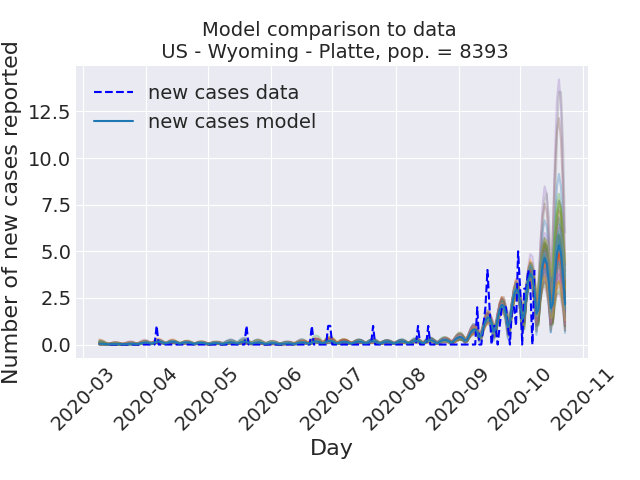 Model comparison to data
US - Wyoming - Platte, pop. = 8393
new cases data
new cases model
Number of new cases reported
12.5
10.0
7.5
5.0
2.5
0.0
2020-03
2020-04
2020-05
2020-06
2020-07
2020-08
2020-09
2020-10
2020-11
Day